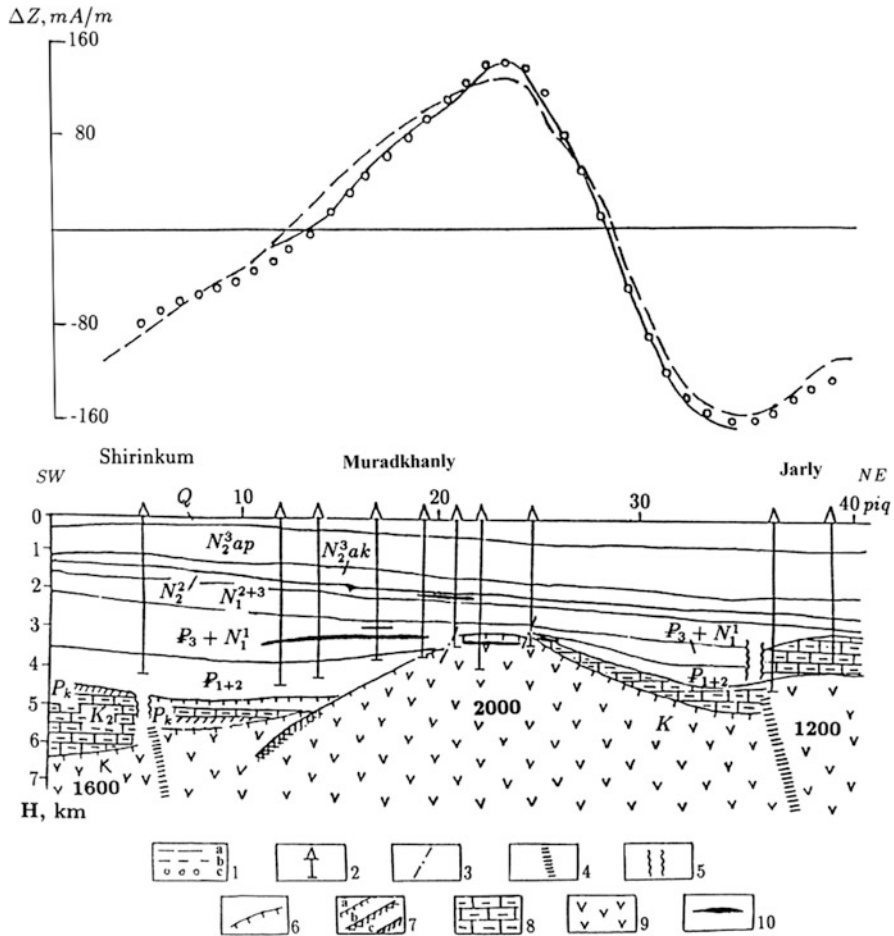 ΔZ, mA/m
160
80
-80
-160
Shirinkum Muradkhanly Jarly
SW NE
Q 10 20 30 40 piq
0
1
2
3
4
5
6
7
H, km
N₂³ap N₂³ak
N₂² N₁²⁺³
P₃ + N₁¹ P₃ + N₁¹
P₁₊₂ P₁₊₂
Pk Pk
K₂ K
K
2000
1200
1600
a
b
c
1 2 3 4 5
6 a
b
c
7 8 9 10